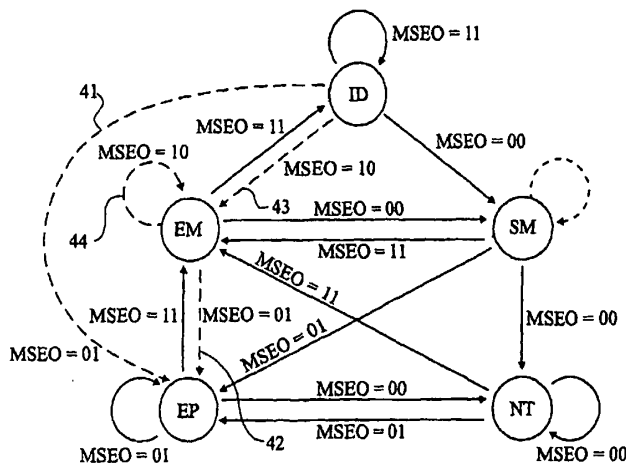 MSEO = 11
41
ID
MSEO = 11
MSEO = 00
MSEO = 10
MSEO = 10
43
MSEO = 00
44
EM
SM
MSEO = 11
MSEO = 11
MSEO = 11
MSEO = 01
MSEO = 01
MSEO = 00
MSEO = 01
MSEO = 00
EP
NT
MSEO = 01
42
MSEO = 01
MSEO = 00